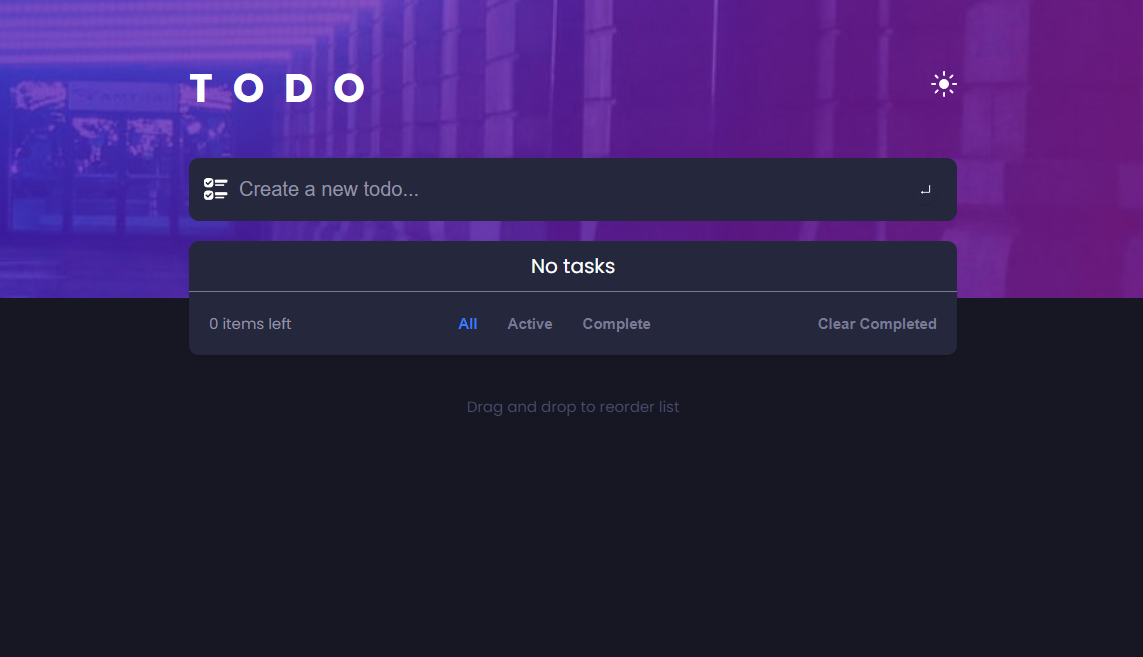 T O D O
Create a new todo...
No tasks
0 items left
All
Active
Complete
Clear Completed
Drag and drop to reorder list